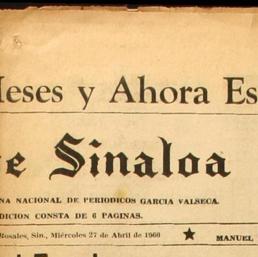 leses y Ahora Es
e Sinaloa
NA NACIONAL DE PERIODICOS GARCIA VALSECA.
DICION CONSTA DE 6 PAGINAS.
Rosales, Sin., Miércoles 27 de Abril de 1960 ★ MANUEL